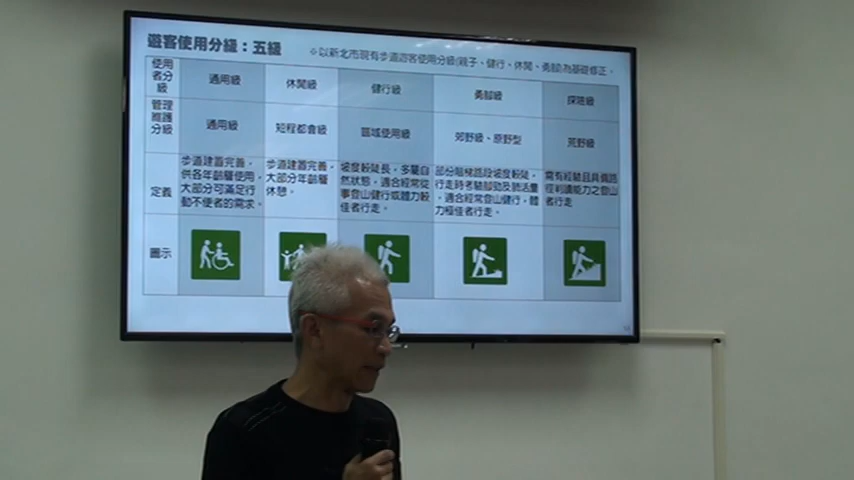 遊客使用分級：五級
※以新北市現有步道遊客使用分級(親子、健行、休閒、勇腳)為基礎修正。
使用者分級 通用級 休閒級 健行級 勇腳級 探險級
管理維護分級 通用級 短程都會級 區域使用級 郊野級、原野型 荒野級
定義
步道建置完善，
供各年齡層使用，
大部分可滿足行
動不便者的需求。
步道建置完善。
大部分年齡層
休憩。
坡度較陡長，多屬自
然狀態，適合經常從
事登山健行或體力較
佳者行走。
部份階梯路段坡度較陡，
行走時考驗腳勁及肺活量
，適合經常登山健行，體
力極佳者行走。
需有經驗且具備路
徑判讀能力之登山
者行走
圖示